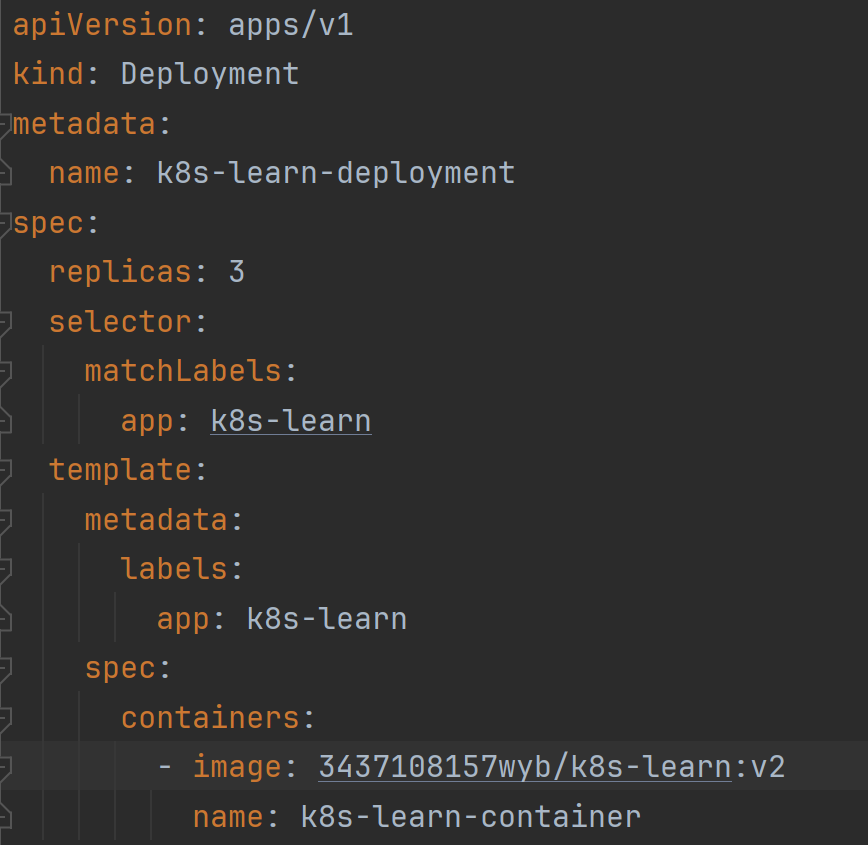 apiVersion: apps/v1
kind: Deployment
metadata:
  name: k8s-learn-deployment
spec:
  replicas: 3
  selector:
    matchLabels:
      app: k8s-learn
  template:
    metadata:
      labels:
        app: k8s-learn
    spec:
      containers:
        - image: 3437108157wyb/k8s-learn:v2
          name: k8s-learn-container